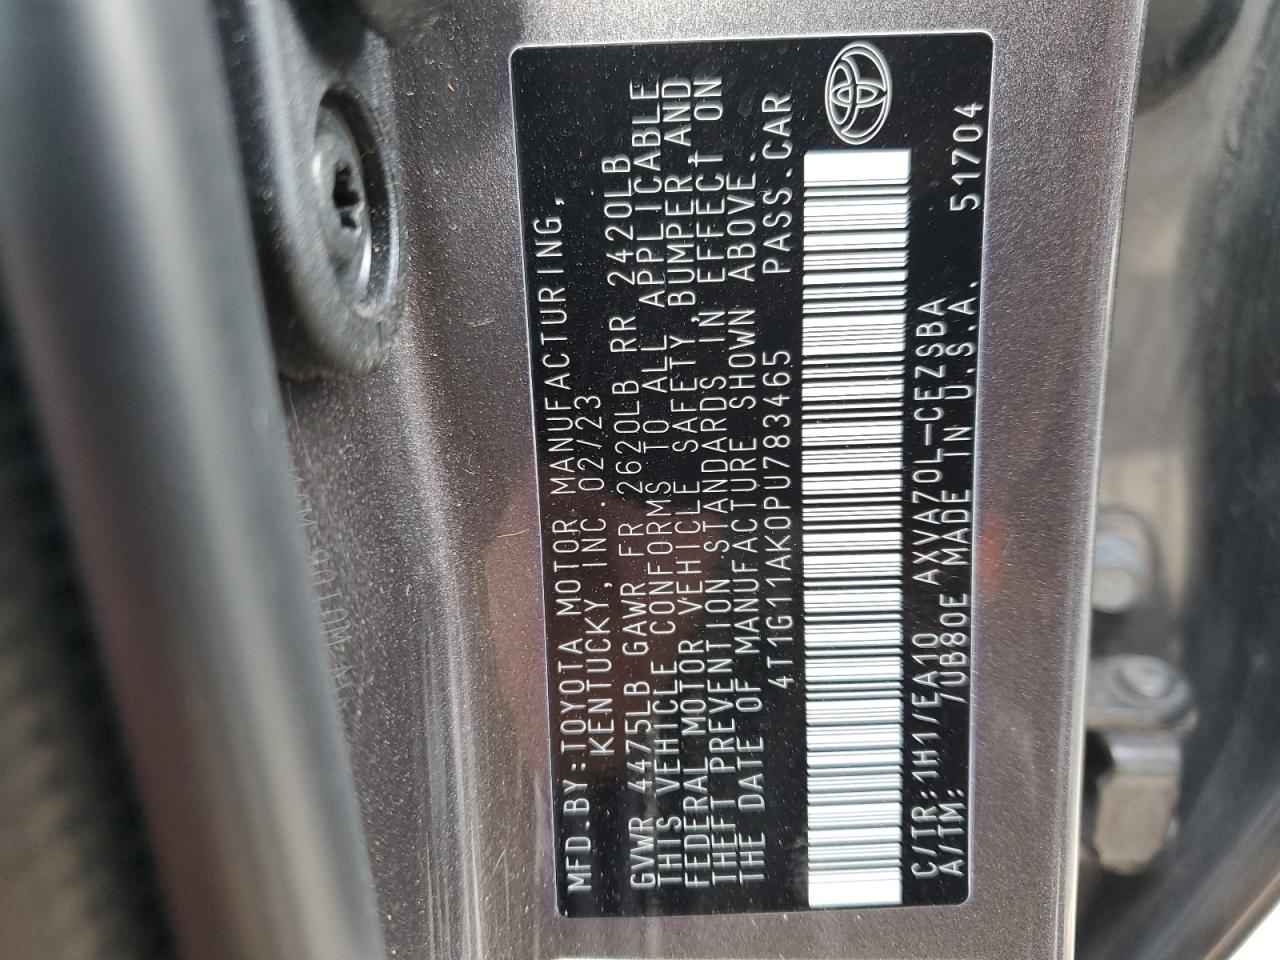 MFD.BY:TOYOTA MOTOR MANUFACTURING,
KENTUCKY,INC.02/23
GVWR 4475LB GAWR FR 2620LB RR 2420LB
THIS VEHICLE CONFORMS TO ALL APPLICABLE
FEDERAL MOTOR VEHICLE SAFETY,BUMPER,AND
THEFT PREVENTION STANDARDS IN EFFECT ON
THE DATE OF MANUFACTURE SHOWN ABOVE.
4T1G11AK0PU783465 PASS.CAR
C/TR:1H1/EA10 AXVA70L-CEZSBA
A/TM: /UB80E MADE IN U.S.A. 51704